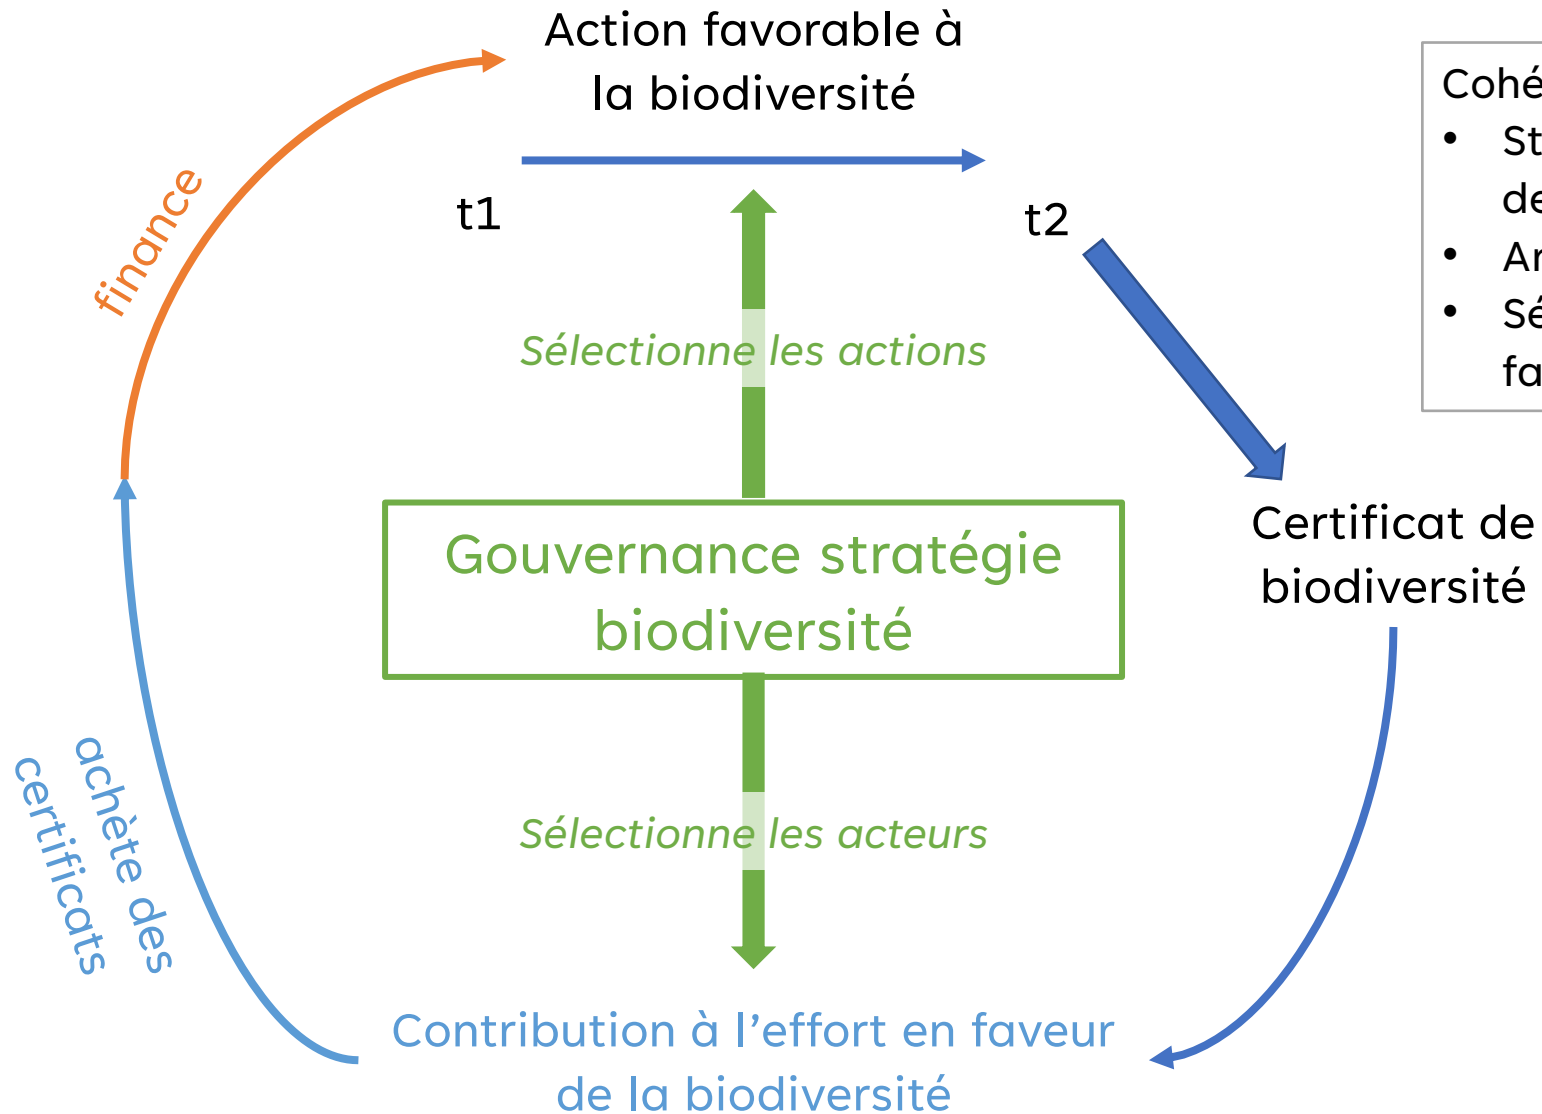 Action favorable à
la biodiversité
t1
t2
finance
Sélectionne les actions
Gouvernance stratégie
biodiversité
Certificat de
biodiversité
Sélectionne les acteurs
achète des
certificats
Contribution à l’effort en faveur
de la biodiversité